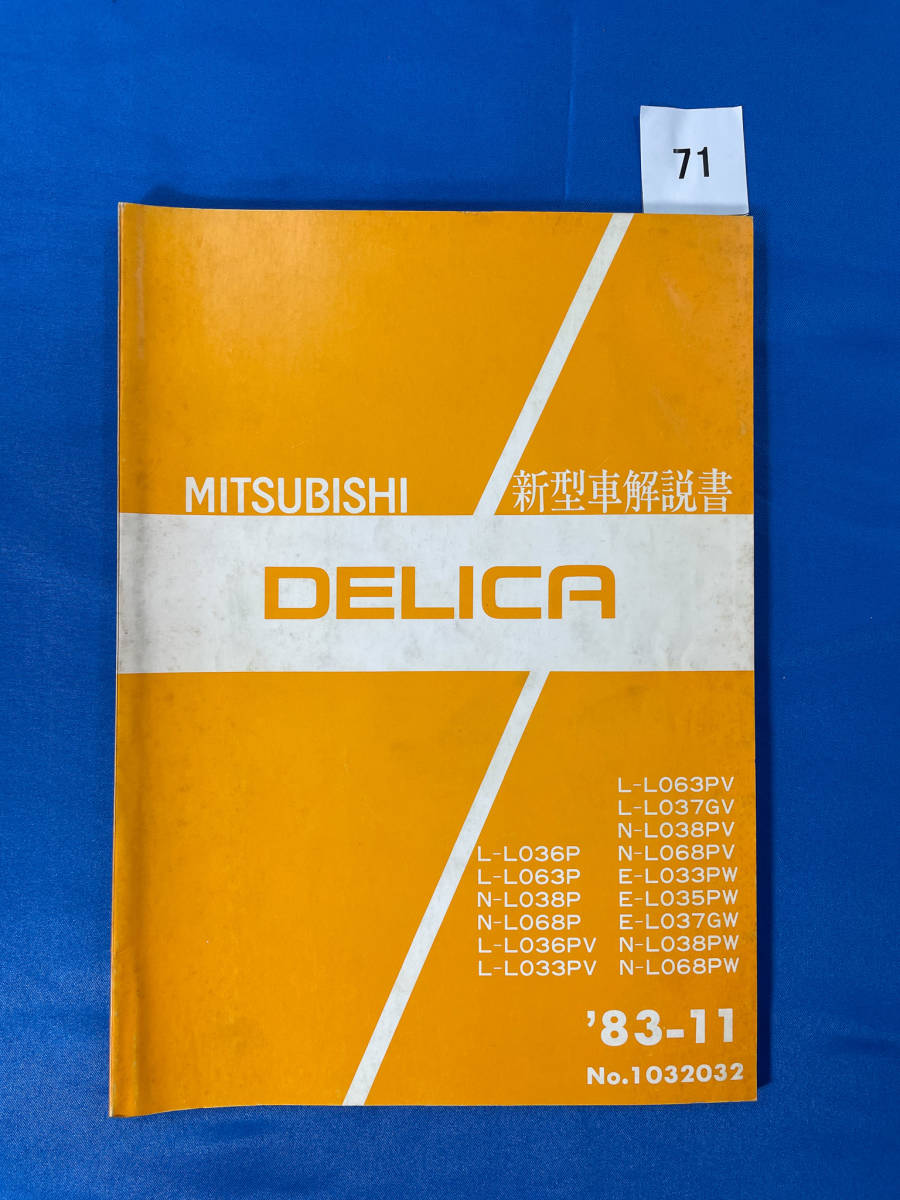 71
MITSUBISHI 新型車解説書
DELICA
L-L036P
L-L063P
N-L038P
N-L068P
L-L036PV
L-L033PV
L-L063PV
L-L037GV
N-L038PV
N-L068PV
E-L033PW
E-L035PW
E-L037GW
N-L038PW
N-L068PW
'83-11
No.1032032